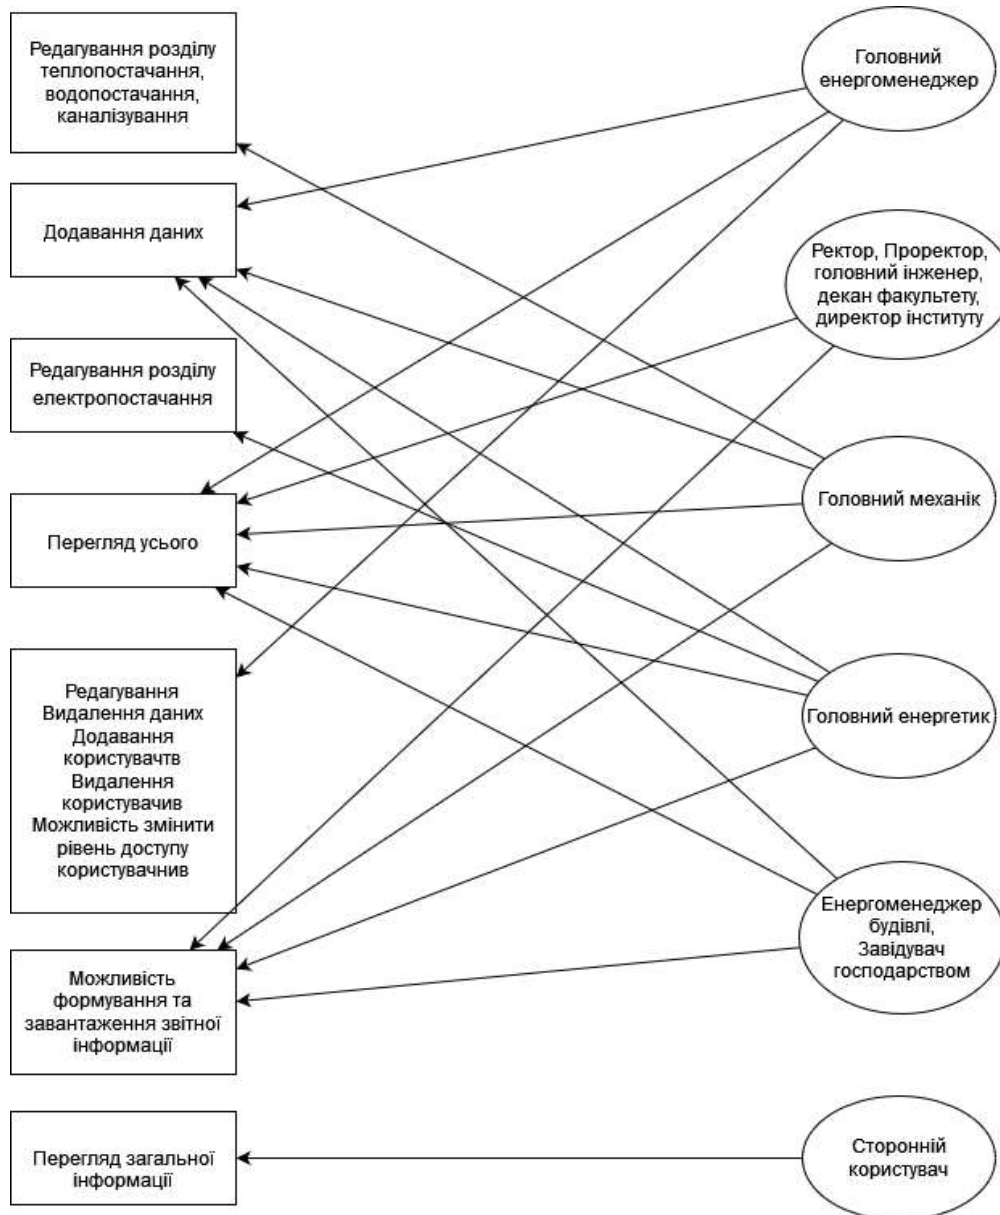 Редагування розділу
теплопостачання,
водопостачання,
каналізування
Додавання даних
Редагування розділу
електропостачання
Перегляд усього
Редагування
Видалення даних
Додавання
користувачтв
Видалення
користувачив
Можливість змінити
рівень доступу
користувачнив
Можливість
формування та
завантаження звітної
інформації
Перегляд загальної
інформації
Головний
енергоменеджер
Ректор, Проректор,
головний інженер,
декан факультету,
директор інституту
Головний механік
Головний енергетик
Енергоменеджер
будівлі,
Завідувач
господарством
Сторонній
користувач